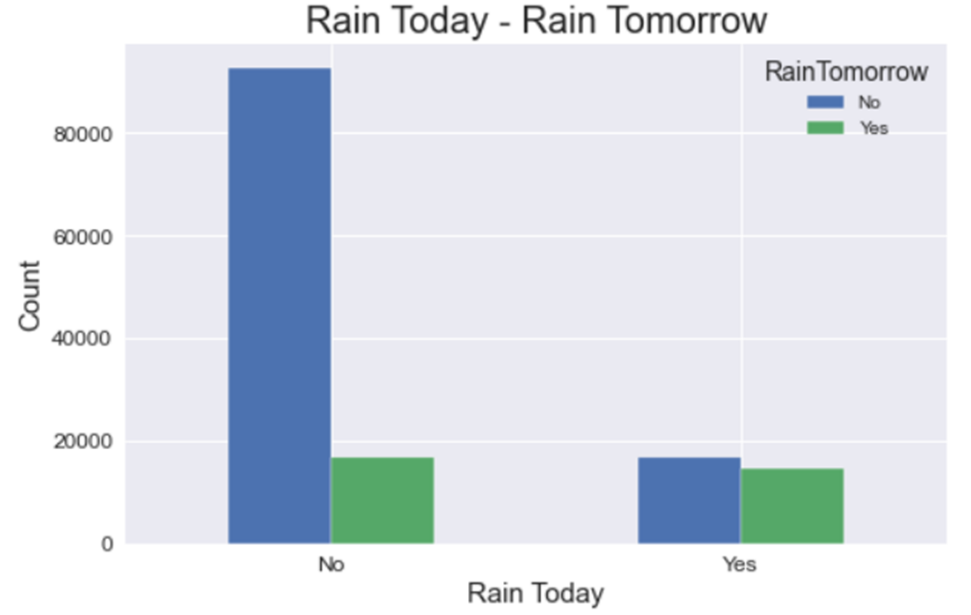 Rain Today - Rain Tomorrow
RainTomorrow
No
Yes
80000
60000
40000
20000
0
Count
No
Yes
Rain Today